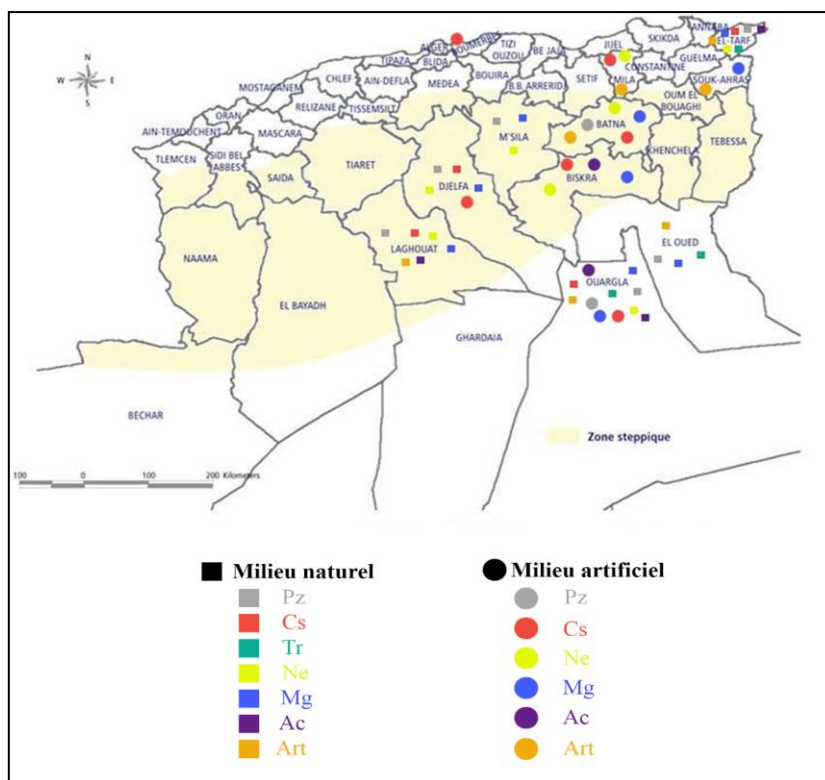 ANNABA
SKIKDA
EL-TARF
JIJEL
ALGER
BOUMERRES
TIZI
OUZOU
BE JALA
TIPAZA
BLIDA
CONSTANTINE
GUELMA
CHLEF
AIN-DEFLA
MEDEA
BOUIRA
B.B. ARRERIDJ
SETIF
MILA
SOUK-AHRAS
MOSTAGANEM
ORAN
RELIZANE
TISSEMSILT
OUM EL
BOUAGHI
AIN-TEMOUCHENT
MASCARA
M'SILA
BATNA
KHENCHELA
TEBESSA
TLEMCEN
SIDI BEL
ABBES
SAIDA
TIARET
DJELFA
BISKRA
NAAMA
EL BAYADH
LAGHOUAT
EL OUED
OUARGLA
GHARDAIA
BECHAR
N
W E
S
Zone steppique
100 0 100 200 Kilometers
Milieu naturel
Pz
Cs
Tr
Ne
Mg
Ac
Art
Milieu artificiel
Pz
Cs
Ne
Mg
Ac
Art